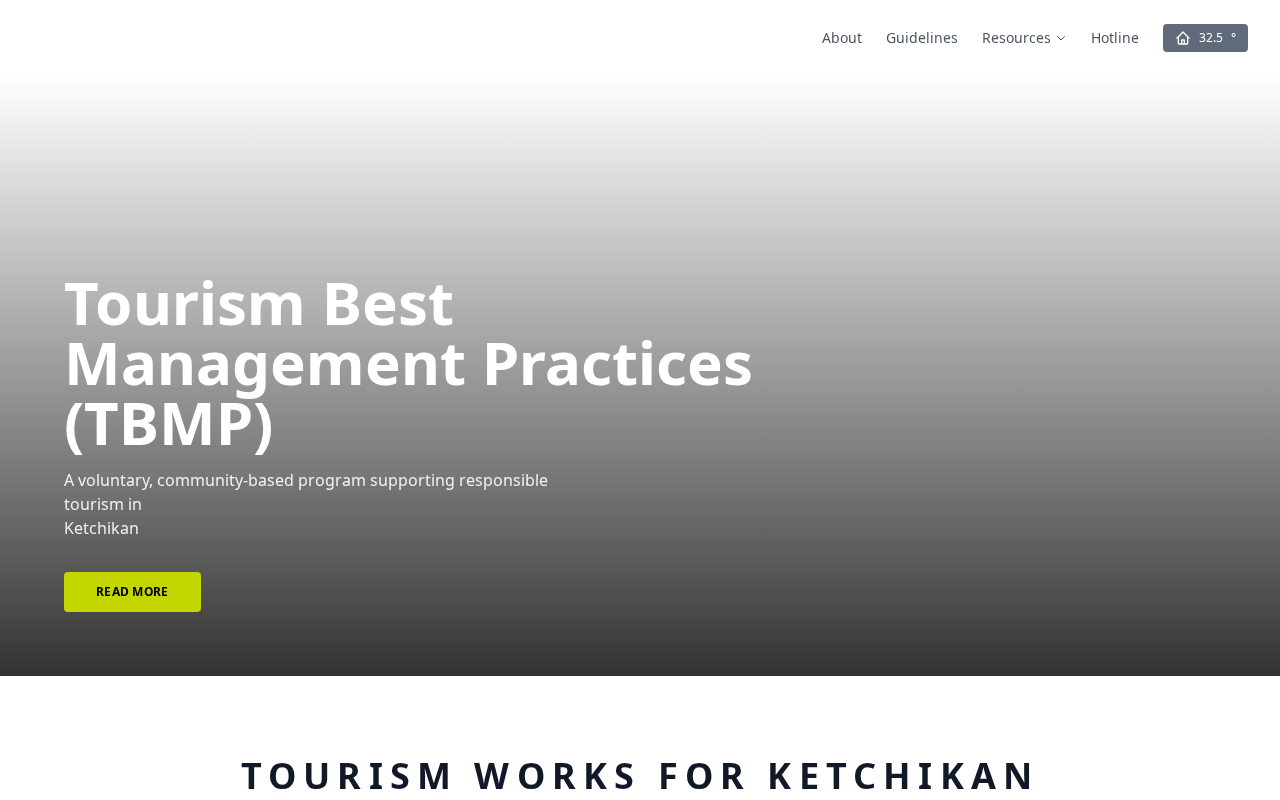 About
Guidelines
Resources
Hotline
32.5 °
Tourism Best
Management Practices
(TBMP)
A voluntary, community-based program supporting responsible
tourism in
Ketchikan
READ MORE
TOURISM WORKS FOR KETCHIKAN